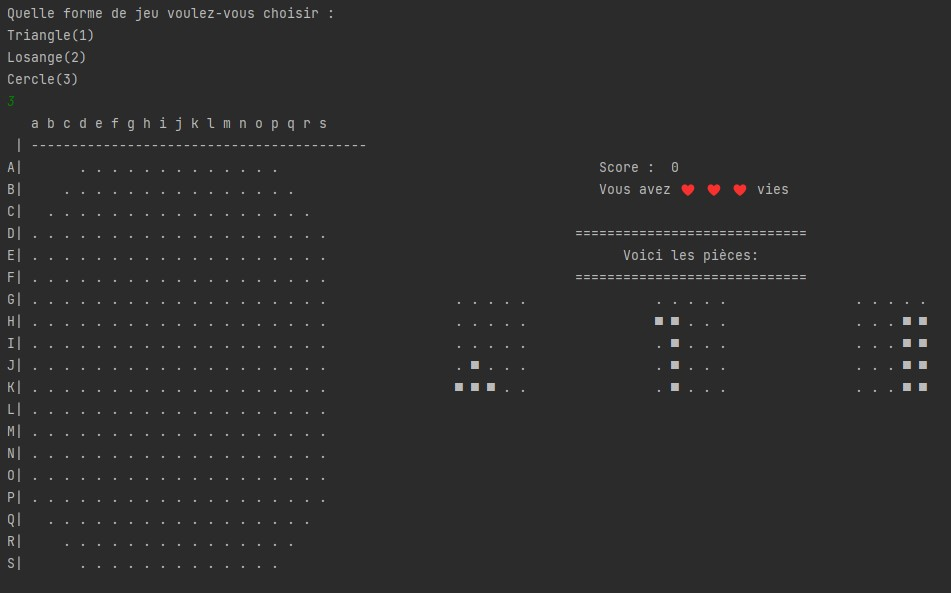 Quelle forme de jeu voulez-vous choisir :
Triangle(1)
Losange(2)
Cercle(3)
3
a b c d e f g h i j k l m n o p q r s
| ------------------------------------------
A| . . . . . . . . . . . . . Score : 0
B| . . . . . . . . . . . . . . . Vous avez ♥ ♥ ♥ vies
C| . . . . . . . . . . . . . . . . .
D| . . . . . . . . . . . . . . . . . . . =============================
E| . . . . . . . . . . . . . . . . . . . Voici les pièces:
F| . . . . . . . . . . . . . . . . . . . =============================
G| . . . . . . . . . . . . . . . . . . . . . . . . . . . . . . . . . .
H| . . . . . . . . . . . . . . . . . . . . . . . . ■ ■ . . . . . . ■ ■
I| . . . . . . . . . . . . . . . . . . . . . . . . . ■ . . . . . . ■ ■
J| . . . . . . . . . . . . . . . . . . . . ■ . . . . ■ . . . . . . ■ ■
K| . . . . . . . . . . . . . . . . . . . ■ ■ ■ . . . ■ . . . . . . ■ ■
L| . . . . . . . . . . . . . . . . . . .
M| . . . . . . . . . . . . . . . . . . .
N| . . . . . . . . . . . . . . . . . . .
O| . . . . . . . . . . . . . . . . . . .
P| . . . . . . . . . . . . . . . . . . .
Q| . . . . . . . . . . . . . . . . .
R| . . . . . . . . . . . . . . .
S| . . . . . . . . . . . . .